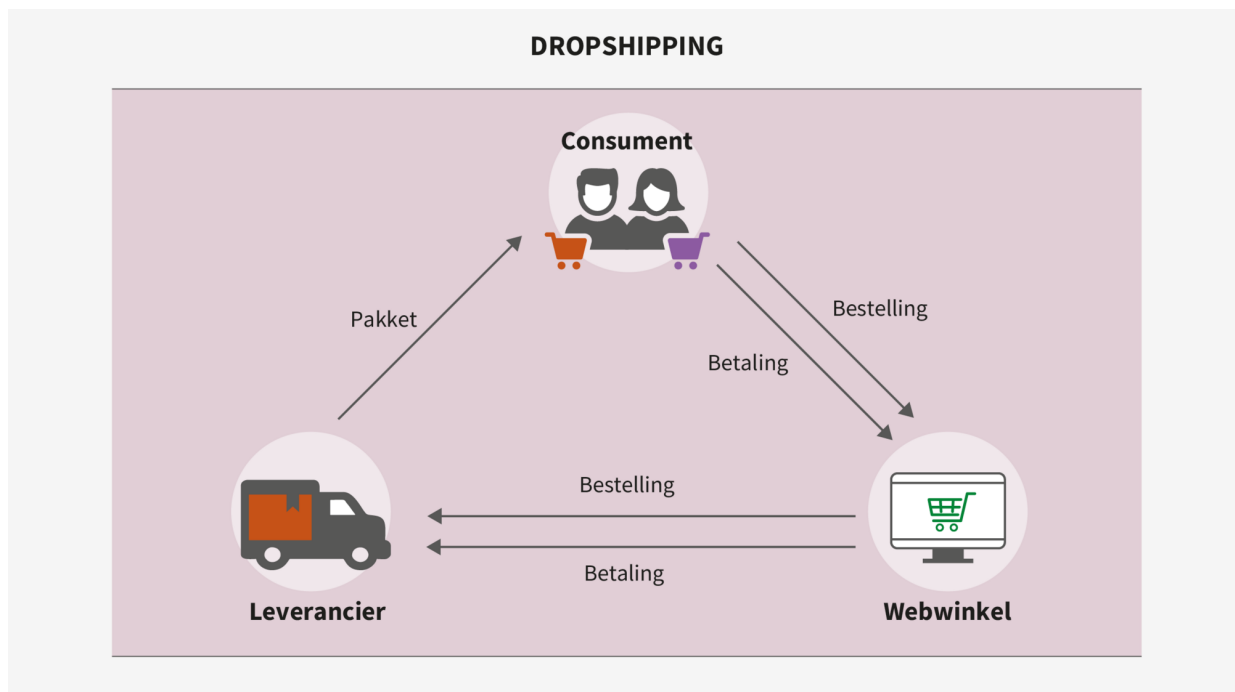 DROPSHIPPING
Consument
Pakket
Bestelling
Betaling
Bestelling
Betaling
Leverancier
Webwinkel